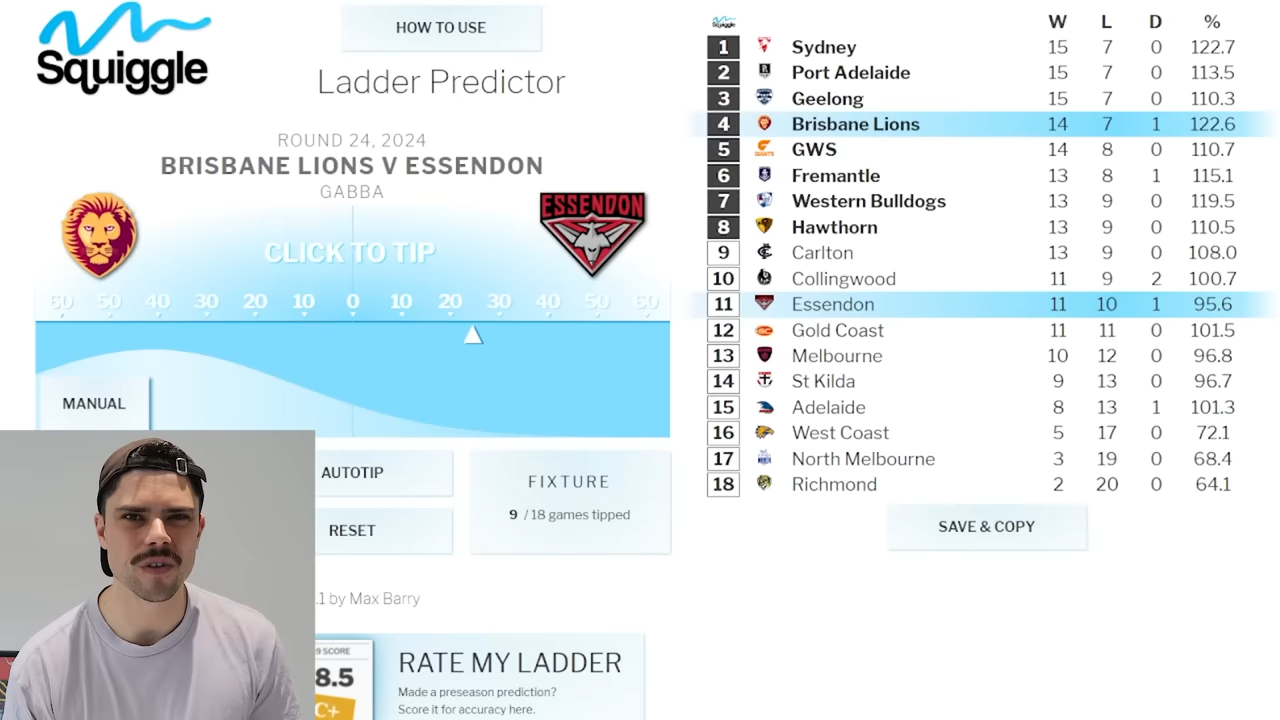 Squiggle
HOW TO USE
Ladder Predictor
ROUND 24, 2024
BRISBANE LIONS V ESSENDON
GABBA
ESSENDON
CLICK TO TIP
60 50 40 30 20 10 0 10 20 30 40 50 60
MANUAL
AUTOTIP
RESET
FIXTURE
9 / 18 games tipped
.1 by Max Barry
9 SCORE
8.5
C+
RATE MY LADDER
Made a preseason prediction?
Score it for accuracy here.
Squiggle W L D %
1 Sydney 15 7 0 122.7
2 Port Adelaide 15 7 0 113.5
3 Geelong 15 7 0 110.3
4 Brisbane Lions 14 7 1 122.6
5 GIANTS GWS 14 8 0 110.7
6 Fremantle 13 8 1 115.1
7 Western Bulldogs 13 9 0 119.5
8 Hawthorn 13 9 0 110.5
9 Carlton 13 9 0 108.0
10 Collingwood 11 9 2 100.7
11 Essendon 11 10 1 95.6
12 Gold Coast 11 11 0 101.5
13 Melbourne 10 12 0 96.8
14 St Kilda 9 13 0 96.7
15 Adelaide 8 13 1 101.3
16 West Coast 5 17 0 72.1
17 North Melbourne 3 19 0 68.4
18 Richmond 2 20 0 64.1
SAVE & COPY